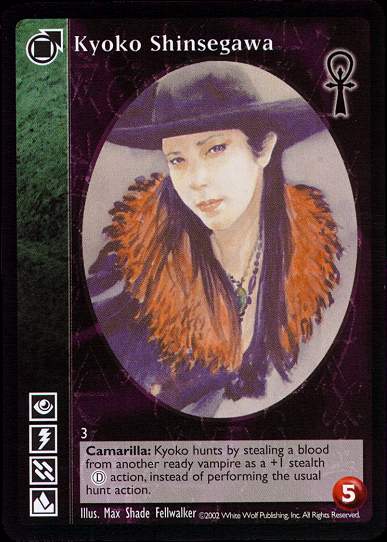 Kyoko Shinsegawa
3
Camarilla: Kyoko hunts by stealing a blood
from another ready vampire as a +1 stealth
Ⓓ action, instead of performing the usual
hunt action.
5
Illus. Max Shade Fellwalker ©2002 White Wolf Publishing, Inc. All Rights Reserved.